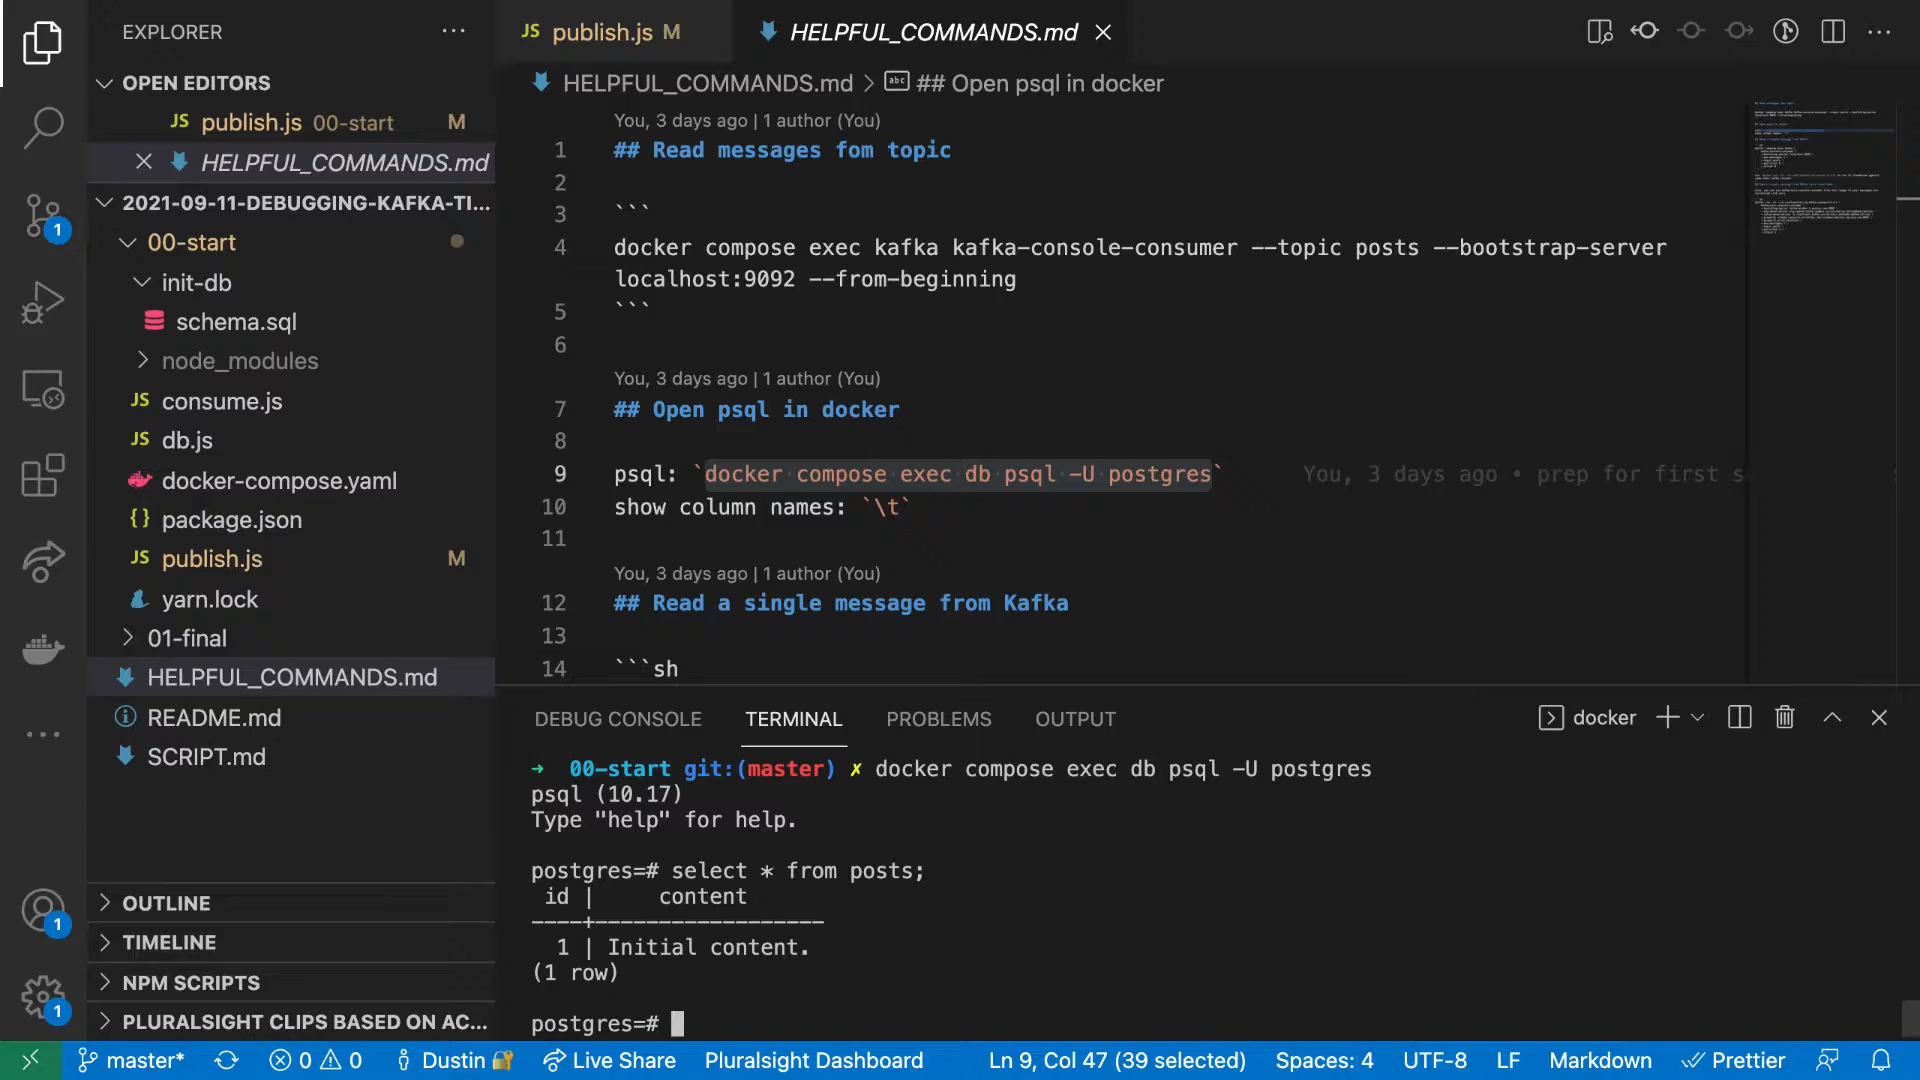 EXPLORER
OPEN EDITORS
JS publish.js 00-start M
HELPFUL_COMMANDS.md
2021-09-11-DEBUGGING-KAFKA-TI...
00-start
init-db
schema.sql
node_modules
JS consume.js
JS db.js
docker-compose.yaml
{} package.json
JS publish.js M
yarn.lock
01-final
HELPFUL_COMMANDS.md
README.md
SCRIPT.md
OUTLINE
TIMELINE
NPM SCRIPTS
PLURALSIGHT CLIPS BASED ON AC...
1
1
1
JS publish.js M
HELPFUL_COMMANDS.md
HELPFUL_COMMANDS.md > abc ## Open psql in docker
You, 3 days ago | 1 author (You)
1 ## Read messages fom topic
2
3 ```
4 docker compose exec kafka kafka-console-consumer --topic posts --bootstrap-server
localhost:9092 --from-beginning
5 ```
6
You, 3 days ago | 1 author (You)
7 ## Open psql in docker
8
9 psql: `docker compose exec db psql -U postgres` You, 3 days ago • prep for first s
10 show column names: `\t`
11
You, 3 days ago | 1 author (You)
12 ## Read a single message from Kafka
13
14 ```sh
DEBUG CONSOLE TERMINAL PROBLEMS OUTPUT docker
→ 00-start git:(master) ✗ docker compose exec db psql -U postgres
psql (10.17)
Type "help" for help.
postgres=# select * from posts;
id | content
----+------------------
1 | Initial content.
(1 row)
postgres=#
master* 0 0 Dustin Live Share Pluralsight Dashboard Ln 9, Col 47 (39 selected) Spaces: 4 UTF-8 LF Markdown Prettier